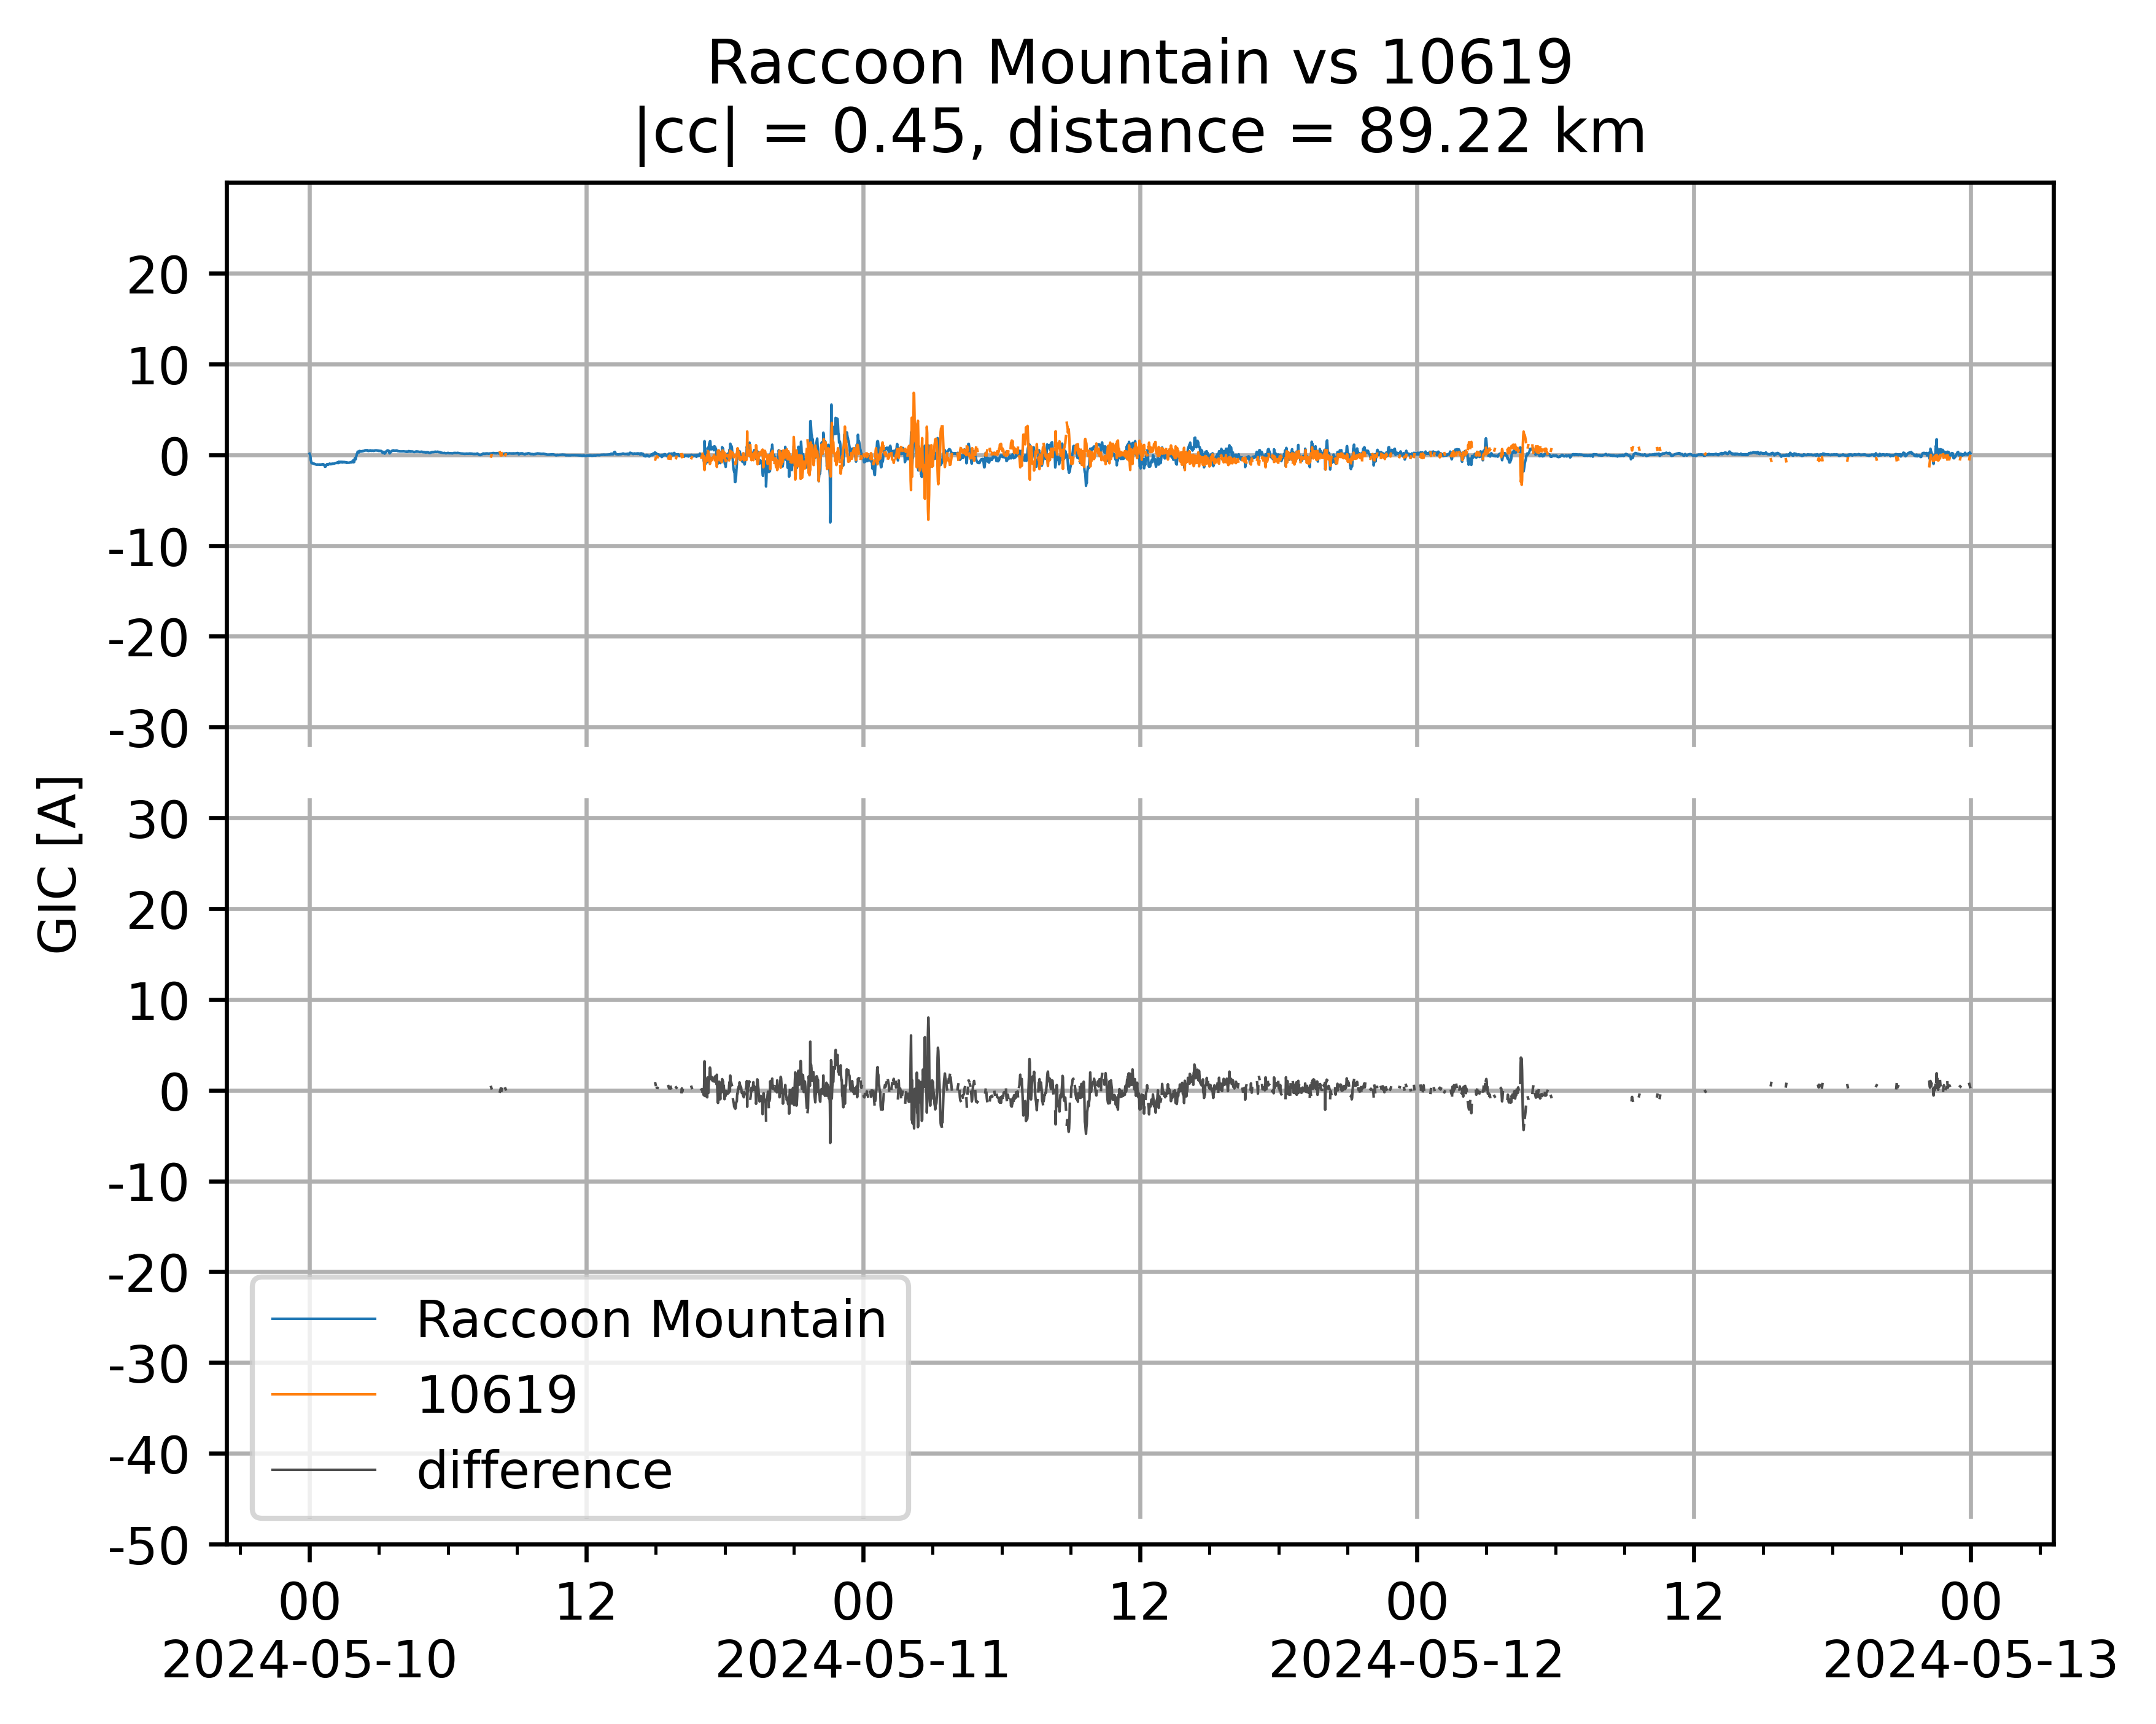 Raccoon Mountain vs 10619
|cc| = 0.45, distance = 89.22 km
GIC [A]
20
10
0
-10
-20
-30
30
20
10
0
-10
-20
-30
-40
-50
Raccoon Mountain
10619
difference
00 12 00 12 00 12 00
2024-05-10 2024-05-11 2024-05-12 2024-05-13